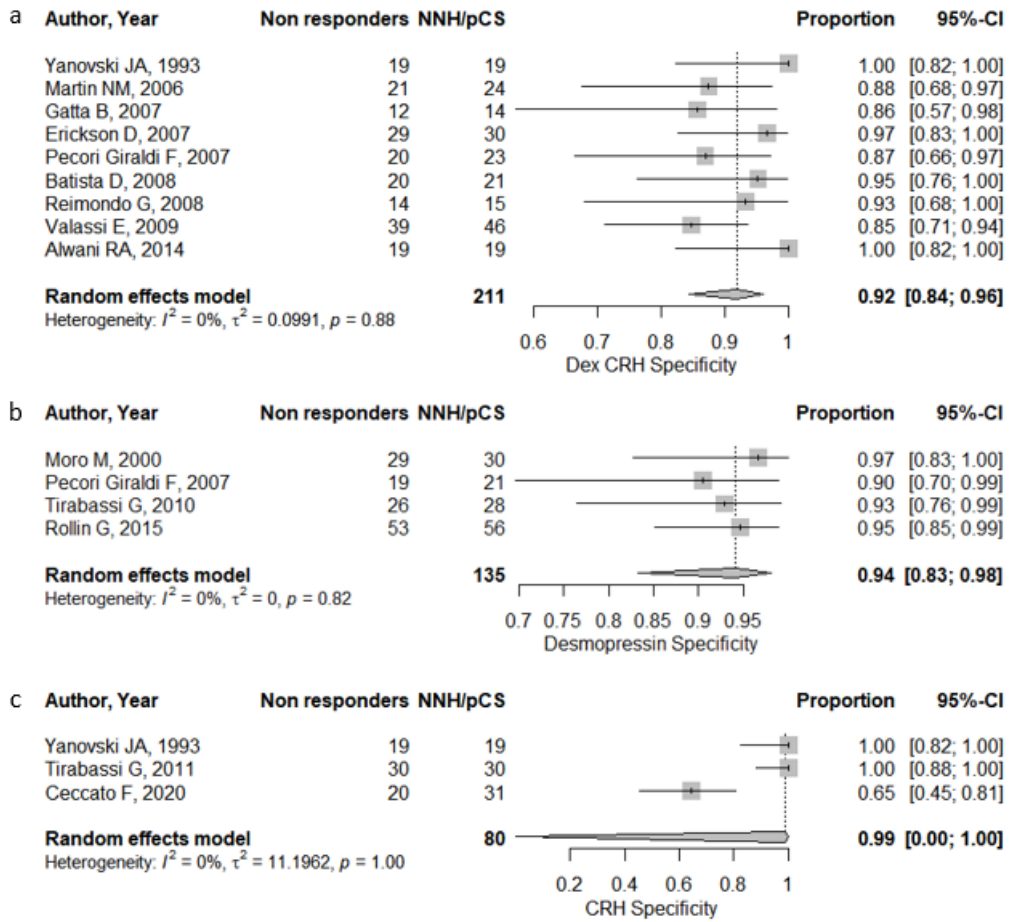 a Author, Year Non responders NNH/pCS Proportion 95%-CI
Yanovski JA, 1993 19 19 1.00 [0.82; 1.00]
Martin NM, 2006 21 24 0.88 [0.68; 0.97]
Gatta B, 2007 12 14 0.86 [0.57; 0.98]
Erickson D, 2007 29 30 0.97 [0.83; 1.00]
Pecori Giraldi F, 2007 20 23 0.87 [0.66; 0.97]
Batista D, 2008 20 21 0.95 [0.76; 1.00]
Reimondo G, 2008 14 15 0.93 [0.68; 1.00]
Valassi E, 2009 39 46 0.85 [0.71; 0.94]
Alwani RA, 2014 19 19 1.00 [0.82; 1.00]
Random effects model 211 0.92 [0.84; 0.96]
Heterogeneity: I² = 0%, τ² = 0.0991, p = 0.88
0.6 0.7 0.8 0.9 1
Dex CRH Specificity
b Author, Year Non responders NNH/pCS Proportion 95%-CI
Moro M, 2000 29 30 0.97 [0.83; 1.00]
Pecori Giraldi F, 2007 19 21 0.90 [0.70; 0.99]
Tirabassi G, 2010 26 28 0.93 [0.76; 0.99]
Rollin G, 2015 53 56 0.95 [0.85; 0.99]
Random effects model 135 0.94 [0.83; 0.98]
Heterogeneity: I² = 0%, τ² = 0, p = 0.82
0.7 0.75 0.8 0.85 0.9 0.95
Desmopressin Specificity
c Author, Year Non responders NNH/pCS Proportion 95%-CI
Yanovski JA, 1993 19 19 1.00 [0.82; 1.00]
Tirabassi G, 2011 30 30 1.00 [0.88; 1.00]
Ceccato F, 2020 20 31 0.65 [0.45; 0.81]
Random effects model 80 0.99 [0.00; 1.00]
Heterogeneity: I² = 0%, τ² = 11.1962, p = 1.00
0.2 0.4 0.6 0.8 1
CRH Specificity